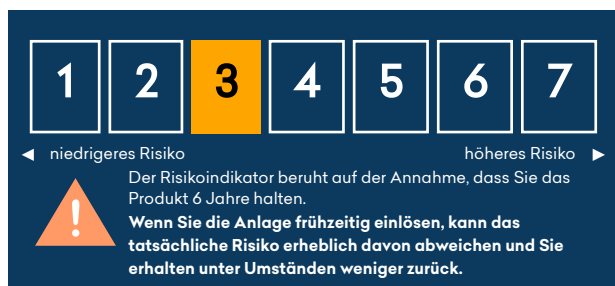 1 2 3 4 5 6 7
◄ niedrigeres Risiko höheres Risiko ►
Der Risikoindikator beruht auf der Annahme, dass Sie das
Produkt 6 Jahre halten.
!
Wenn Sie die Anlage frühzeitig einlösen, kann das
tatsächliche Risiko erheblich davon abweichen und Sie
erhalten unter Umständen weniger zurück.